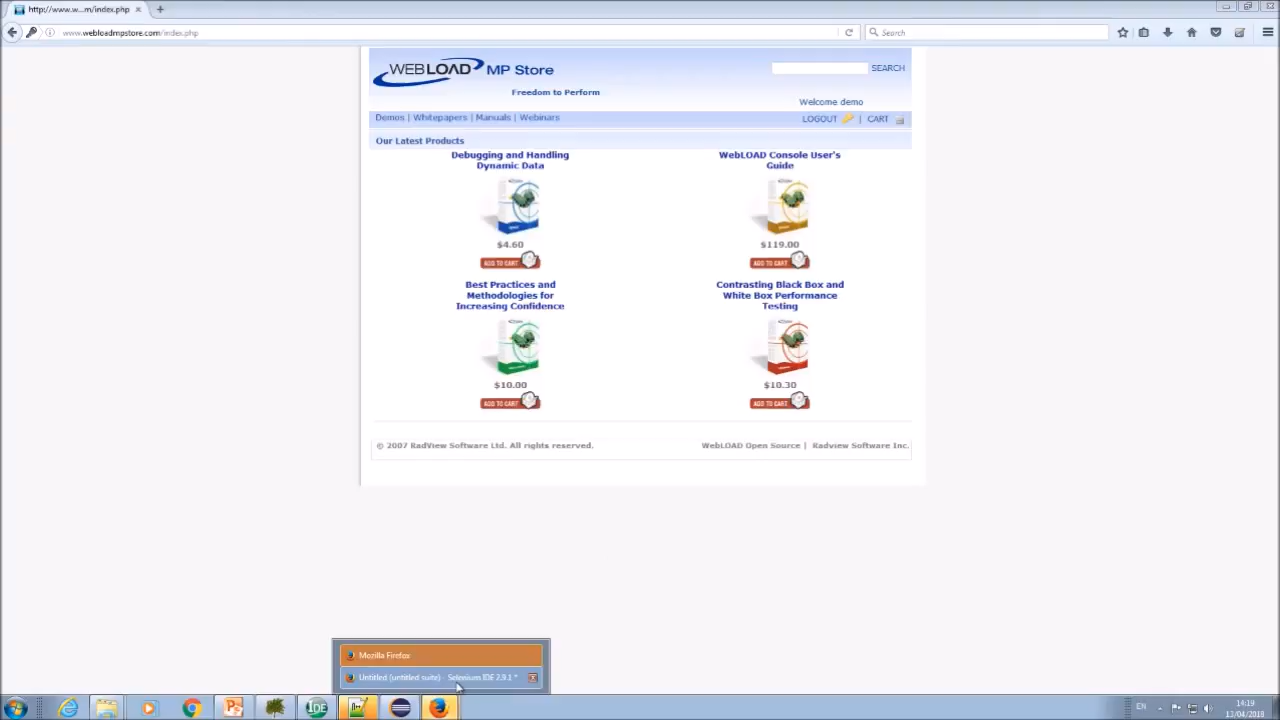 http://www.w...m/index.php
www.webloadmpstore.com/index.php
Search
WEBLOAD MP Store
SEARCH
Freedom to Perform
Welcome demo
Demos | Whitepapers | Manuals | Webinars
LOGOUT | CART
Our Latest Products
Debugging and Handling
Dynamic Data
$4.60
ADD TO CART
WebLOAD Console User's
Guide
$119.00
ADD TO CART
Best Practices and
Methodologies for
Increasing Confidence
$10.00
ADD TO CART
Contrasting Black Box and
White Box Performance
Testing
$10.30
ADD TO CART
© 2007 RadView Software Ltd. All rights reserved.
WebLOAD Open Source | Radview Software Inc.
Mozilla Firefox
Untitled (untitled suite) - Selenium IDE 2.9.1 *
IDE
EN
14:19
13/04/2018